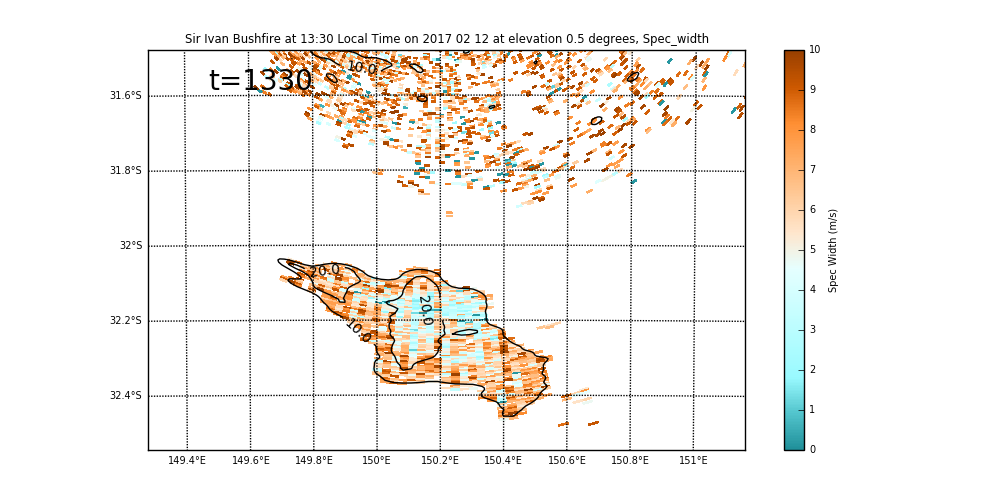 Sir Ivan Bushfire at 13:30 Local Time on 2017 02 12 at elevation 0.5 degrees, Spec_width
t=1330
10.0
31.6°S
31.8°S
32°S
32.2°S
32.4°S
20.0
20.0
10.0
149.4°E 149.6°E 149.8°E 150°E 150.2°E 150.4°E 150.6°E 150.8°E 151°E
10
9
8
7
6
5
4
3
2
1
0
Spec Width (m/s)